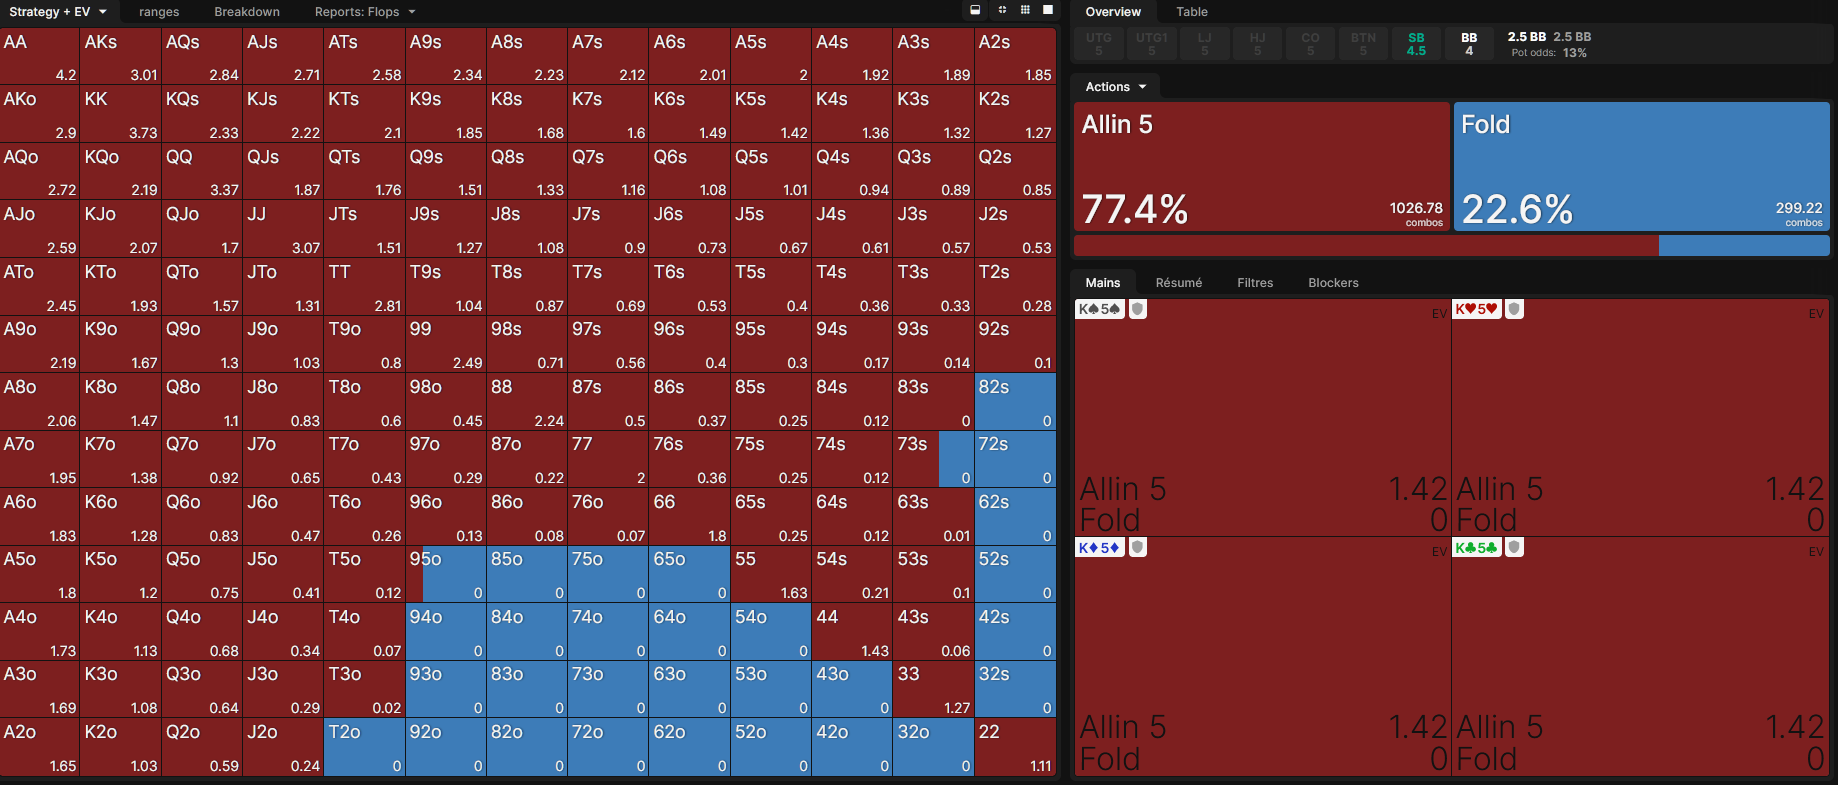 Strategy + EV ranges Breakdown Reports: Flops
AA AKs AQs AJs ATs A9s A8s A7s A6s A5s A4s A3s A2s
4.2 3.01 2.84 2.71 2.58 2.34 2.23 2.12 2.01 2 1.92 1.89 1.85
AKo KK KQs KJs KTs K9s K8s K7s K6s K5s K4s K3s K2s
2.9 3.73 2.33 2.22 2.1 1.85 1.68 1.6 1.49 1.42 1.36 1.32 1.27
AQo KQo QQ QJs QTs Q9s Q8s Q7s Q6s Q5s Q4s Q3s Q2s
2.72 2.19 3.37 1.87 1.76 1.51 1.33 1.16 1.08 1.01 0.94 0.89 0.85
AJo KJo QJo JJ JTs J9s J8s J7s J6s J5s J4s J3s J2s
2.59 2.07 1.7 3.07 1.51 1.27 1.08 0.9 0.73 0.67 0.61 0.57 0.53
ATo KTo QTo JTo TT T9s T8s T7s T6s T5s T4s T3s T2s
2.45 1.93 1.57 1.31 2.81 1.04 0.87 0.69 0.53 0.4 0.36 0.33 0.28
A9o K9o Q9o J9o T9o 99 98s 97s 96s 95s 94s 93s 92s
2.19 1.67 1.3 1.03 0.8 2.49 0.71 0.56 0.4 0.3 0.17 0.14 0.1
A8o K8o Q8o J8o T8o 98o 88 87s 86s 85s 84s 83s 82s
2.06 1.47 1.1 0.83 0.6 0.45 2.24 0.5 0.37 0.25 0.12 0 0
A7o K7o Q7o J7o T7o 97o 87o 77 76s 75s 74s 73s 72s
1.95 1.38 0.92 0.65 0.43 0.29 0.22 2 0.36 0.25 0.12 0 0
A6o K6o Q6o J6o T6o 96o 86o 76o 66 65s 64s 63s 62s
1.83 1.28 0.83 0.47 0.26 0.13 0.08 0.07 1.8 0.25 0.12 0.01 0
A5o K5o Q5o J5o T5o 95o 85o 75o 65o 55 54s 53s 52s
1.8 1.2 0.75 0.41 0.12 0 0 0 0 1.63 0.21 0.1 0
A4o K4o Q4o J4o T4o 94o 84o 74o 64o 54o 44 43s 42s
1.73 1.13 0.68 0.34 0.07 0 0 0 0 0 1.43 0.06 0
A3o K3o Q3o J3o T3o 93o 83o 73o 63o 53o 43o 33 32s
1.69 1.08 0.64 0.29 0.02 0 0 0 0 0 0 1.27 0
A2o K2o Q2o J2o T2o 92o 82o 72o 62o 52o 42o 32o 22
1.65 1.03 0.59 0.24 0 0 0 0 0 0 0 0 1.11
Overview Table
UTG UTG1 LJ HJ CO BTN SB BB 2.5 BB 2.5 BB
5 5 5 5 5 5 4.5 4 Pot odds: 13%
Actions
Allin 5 Fold
77.4% 1026.78 combos 22.6% 299.22 combos
Mains Résumé Filtres Blockers
K♠5♠ EV K♥5♥ EV
Allin 5 1.42 Allin 5 1.42
Fold 0 Fold 0
K♦5♦ EV K♣5♣ EV
Allin 5 1.42 Allin 5 1.42
Fold 0 Fold 0